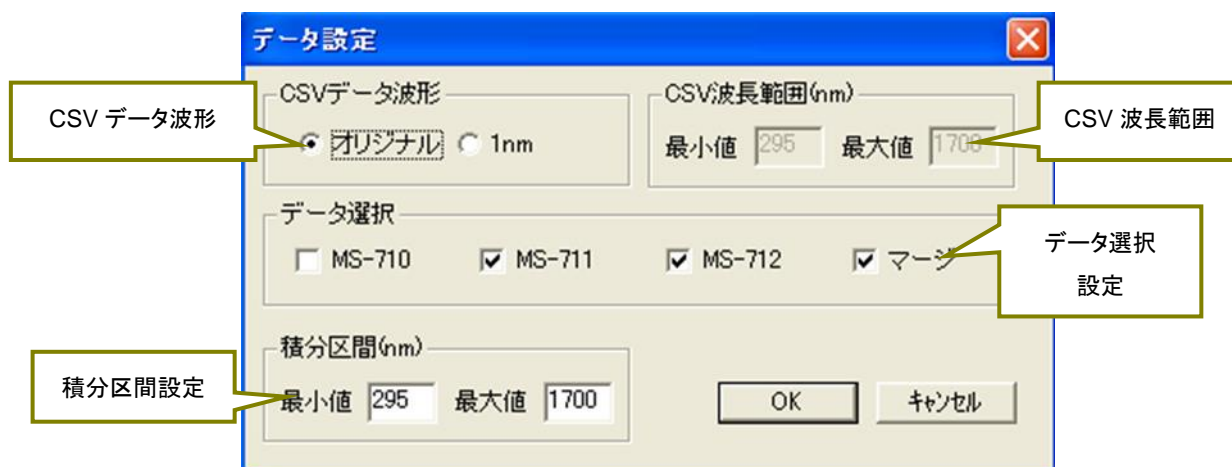 データ設定
CSVデータ波形
CSV波長範囲(nm)
CSV データ波形
オリジナル 1nm
最小値 295 最大値 1700
CSV 波長範囲
データ選択
MS-710 MS-711 MS-712 マージ
データ選択
設定
積分区間(nm)
積分区間設定
最小値 295 最大値 1700
OK キャンセル